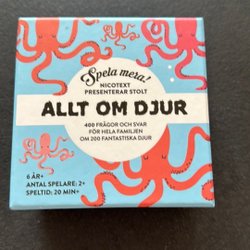 Spela mera!
NICOTEXT
PRESENTERAR STOLT
ALLT OM DJUR
400 FRÅGOR OCH SVAR
FÖR HELA FAMILJEN
OM 200 FANTASTISKA DJUR
6 ÅR+
ANTAL SPELARE: 2+
SPELTID: 20 MIN+